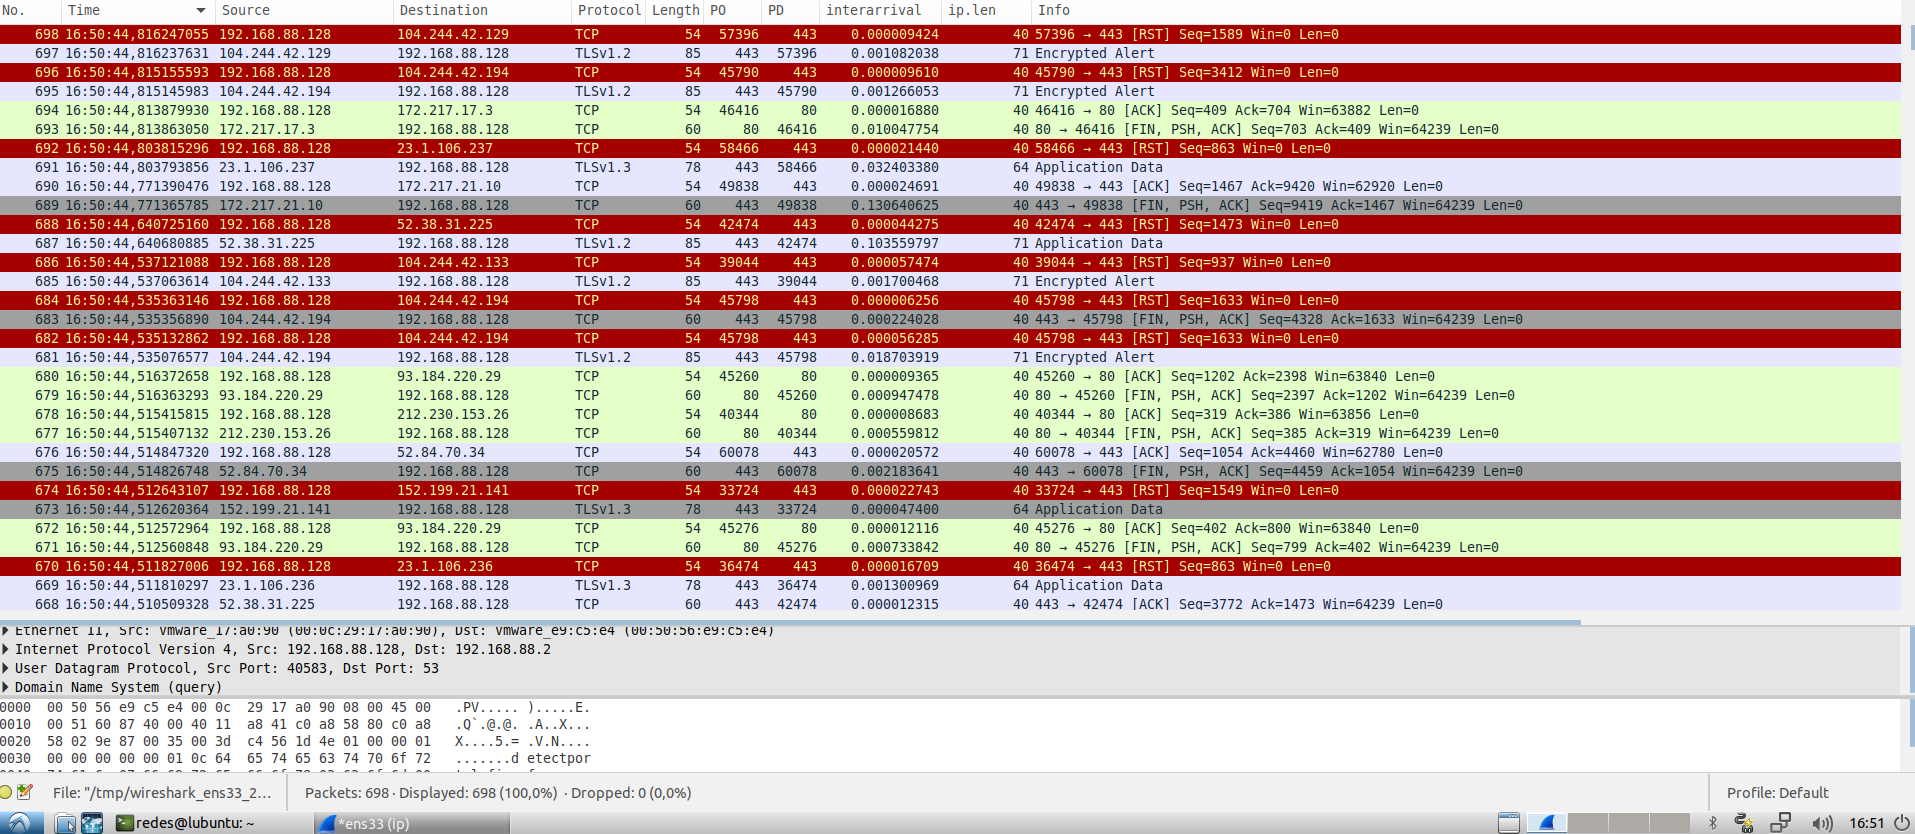 No. Time Source Destination Protocol Length PO PD interarrival ip.len Info
698 16:50:44,816247055 192.168.88.128 104.244.42.129 TCP 54 57396 443 0.000009424 40 57396 → 443 [RST] Seq=1589 Win=0 Len=0
697 16:50:44,816237631 104.244.42.129 192.168.88.128 TLSv1.2 85 443 57396 0.001082038 71 Encrypted Alert
696 16:50:44,815155593 192.168.88.128 104.244.42.194 TCP 54 45790 443 0.000009610 40 45790 → 443 [RST] Seq=3412 Win=0 Len=0
695 16:50:44,815145983 104.244.42.194 192.168.88.128 TLSv1.2 85 443 45790 0.001266053 71 Encrypted Alert
694 16:50:44,813879930 192.168.88.128 172.217.17.3 TCP 54 46416 80 0.000016880 40 46416 → 80 [ACK] Seq=409 Ack=704 Win=63882 Len=0
693 16:50:44,813863050 172.217.17.3 192.168.88.128 TCP 60 80 46416 0.010047754 40 80 → 46416 [FIN, PSH, ACK] Seq=703 Ack=409 Win=64239 Len=0
692 16:50:44,803815296 192.168.88.128 23.1.106.237 TCP 54 58466 443 0.000021440 40 58466 → 443 [RST] Seq=863 Win=0 Len=0
691 16:50:44,803793856 23.1.106.237 192.168.88.128 TLSv1.3 78 443 58466 0.032403380 64 Application Data
690 16:50:44,771390476 192.168.88.128 172.217.21.10 TCP 54 49838 443 0.000024691 40 49838 → 443 [ACK] Seq=1467 Ack=9420 Win=62920 Len=0
689 16:50:44,771365785 172.217.21.10 192.168.88.128 TCP 60 443 49838 0.130640625 40 443 → 49838 [FIN, PSH, ACK] Seq=9419 Ack=1467 Win=64239 Len=0
688 16:50:44,640725160 192.168.88.128 52.38.31.225 TCP 54 42474 443 0.000044275 40 42474 → 443 [RST] Seq=1473 Win=0 Len=0
687 16:50:44,640680885 52.38.31.225 192.168.88.128 TLSv1.2 85 443 42474 0.103559797 71 Application Data
686 16:50:44,537121088 192.168.88.128 104.244.42.133 TCP 54 39044 443 0.000057474 40 39044 → 443 [RST] Seq=937 Win=0 Len=0
685 16:50:44,537063614 104.244.42.133 192.168.88.128 TLSv1.2 85 443 39044 0.001700468 71 Encrypted Alert
684 16:50:44,535363146 192.168.88.128 104.244.42.194 TCP 54 45798 443 0.000006256 40 45798 → 443 [RST] Seq=1633 Win=0 Len=0
683 16:50:44,535356890 104.244.42.194 192.168.88.128 TCP 60 443 45798 0.000224028 40 443 → 45798 [FIN, PSH, ACK] Seq=4328 Ack=1633 Win=64239 Len=0
682 16:50:44,535132862 192.168.88.128 104.244.42.194 TCP 54 45798 443 0.000056285 40 45798 → 443 [RST] Seq=1633 Win=0 Len=0
681 16:50:44,535076577 104.244.42.194 192.168.88.128 TLSv1.2 85 443 45798 0.018703919 71 Encrypted Alert
680 16:50:44,516372658 192.168.88.128 93.184.220.29 TCP 54 45260 80 0.000009365 40 45260 → 80 [ACK] Seq=1202 Ack=2398 Win=63840 Len=0
679 16:50:44,516363293 93.184.220.29 192.168.88.128 TCP 60 80 45260 0.000947478 40 80 → 45260 [FIN, PSH, ACK] Seq=2397 Ack=1202 Win=64239 Len=0
678 16:50:44,515415815 192.168.88.128 212.230.153.26 TCP 54 40344 80 0.000008683 40 40344 → 80 [ACK] Seq=319 Ack=386 Win=63856 Len=0
677 16:50:44,515407132 212.230.153.26 192.168.88.128 TCP 60 80 40344 0.000559812 40 80 → 40344 [FIN, PSH, ACK] Seq=385 Ack=319 Win=64239 Len=0
676 16:50:44,514847320 192.168.88.128 52.84.70.34 TCP 54 60078 443 0.000020572 40 60078 → 443 [ACK] Seq=1054 Ack=4460 Win=62780 Len=0
675 16:50:44,514826748 52.84.70.34 192.168.88.128 TCP 60 443 60078 0.002183641 40 443 → 60078 [FIN, PSH, ACK] Seq=4459 Ack=1054 Win=64239 Len=0
674 16:50:44,512643107 192.168.88.128 152.199.21.141 TCP 54 33724 443 0.000022743 40 33724 → 443 [RST] Seq=1549 Win=0 Len=0
673 16:50:44,512620364 152.199.21.141 192.168.88.128 TLSv1.3 78 443 33724 0.000047400 64 Application Data
672 16:50:44,512572964 192.168.88.128 93.184.220.29 TCP 54 45276 80 0.000012116 40 45276 → 80 [ACK] Seq=402 Ack=800 Win=63840 Len=0
671 16:50:44,512560848 93.184.220.29 192.168.88.128 TCP 60 80 45276 0.000733842 40 80 → 45276 [FIN, PSH, ACK] Seq=799 Ack=402 Win=64239 Len=0
670 16:50:44,511827006 192.168.88.128 23.1.106.236 TCP 54 36474 443 0.000016709 40 36474 → 443 [RST] Seq=863 Win=0 Len=0
669 16:50:44,511810297 23.1.106.236 192.168.88.128 TLSv1.3 78 443 36474 0.001300969 64 Application Data
668 16:50:44,510509328 52.38.31.225 192.168.88.128 TCP 60 443 42474 0.000012315 40 443 → 42474 [ACK] Seq=3772 Ack=1473 Win=64239 Len=0
Ethernet II, Src: Vmware_17:a0:90 (00:0c:29:17:a0:90), Dst: Vmware_e9:c5:e4 (00:50:56:e9:c5:e4)
Internet Protocol Version 4, Src: 192.168.88.128, Dst: 192.168.88.2
User Datagram Protocol, Src Port: 40583, Dst Port: 53
Domain Name System (query)
0000 00 50 56 e9 c5 e4 00 0c 29 17 a0 90 08 00 45 00 .PV..... ).....E.
0010 00 51 60 87 40 00 40 11 a8 41 c0 a8 58 80 c0 a8 .Q`.@.@. .A..X...
0020 58 02 9e 87 00 35 00 3d c4 56 1d 4e 01 00 00 01 X....5.= .V.N....
0030 00 00 00 00 00 01 0c 64 65 74 65 63 74 70 6f 72 .......d etectpor
File: "/tmp/wireshark_ens33_2... Packets: 698 · Displayed: 698 (100,0%) · Dropped: 0 (0,0%) Profile: Default
redes@lubuntu: ~ *ens33 (ip) 16:51